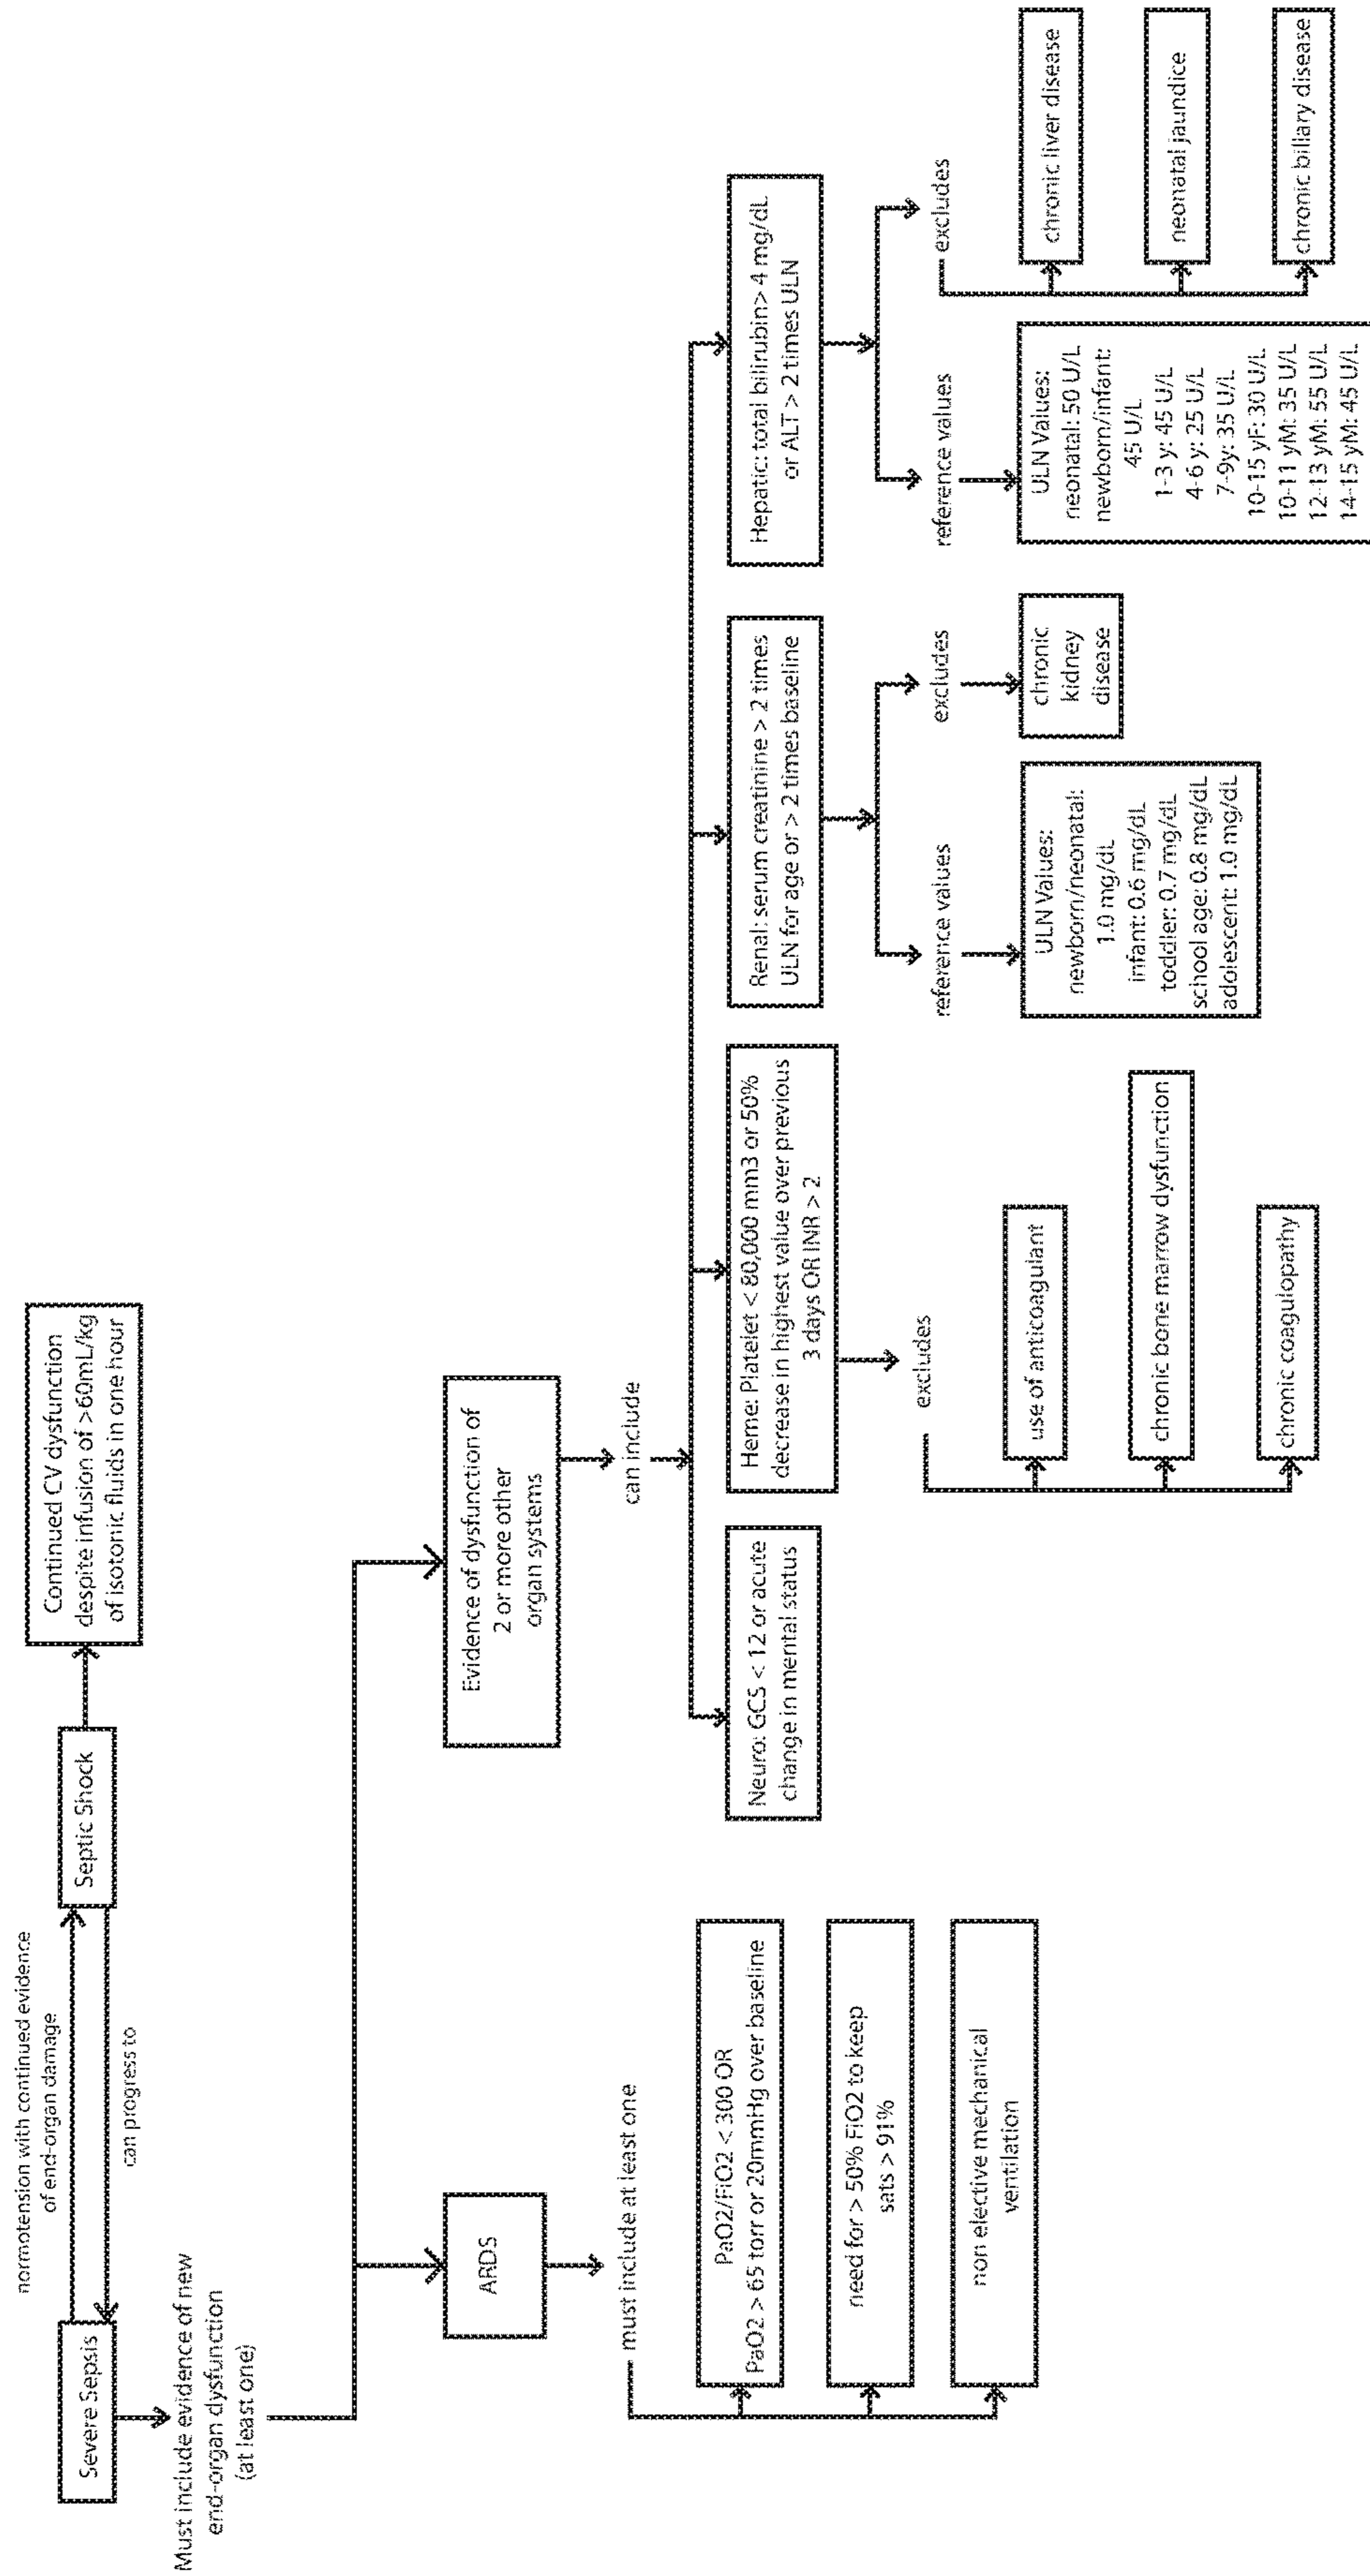 normotension with continued evidence
of end-organ damage
Severe Sepsis
Septic Shock
can progress to
Continued CV dysfunction
despite infusion of >60mL/kg
of isotonic fluids in one hour
Must include evidence of new
end-organ dysfunction
(at least one)
ARDS
Evidence of dysfunction of
2 or more other
organ systems
must include at least one
can include
PaO2/FiO2 < 300 OR
PaO2 > 65 torr or 20mmHg over baseline
need for > 50% FiO2 to keep
sats > 91%
non elective mechanical
ventilation
Neuro: GCS < 12 or acute
change in mental status
Heme: Platelet < 80,000 mm3 or 50%
decrease in highest value over previous
3 days OR INR > 2
excludes
use of anticoagulant
chronic bone marrow dysfunction
chronic coagulopathy
Renal: serum creatinine > 2 times
ULN for age or > 2 times baseline
reference values
excludes
ULN Values:
newborn/neonatal:
1.0 mg/dL
infant: 0.6 mg/dL
toddler: 0.7 mg/dL
school age: 0.8 mg/dL
adolescent: 1.0 mg/dL
chronic
kidney
disease
Hepatic: total bilirubin> 4 mg/dL
or ALT > 2 times ULN
reference values
excludes
ULN Values:
neonatal: 50 U/L
newborn/infant:
45 U/L
1-3 y: 45 U/L
4-6 y: 25 U/L
7-9y: 35 U/L
10-15 yF: 30 U/L
10-11 yM: 35 U/L
12-13 yM: 55 U/L
14-15 yM: 45 U/L
chronic liver disease
neonatal jaundice
chronic billary disease